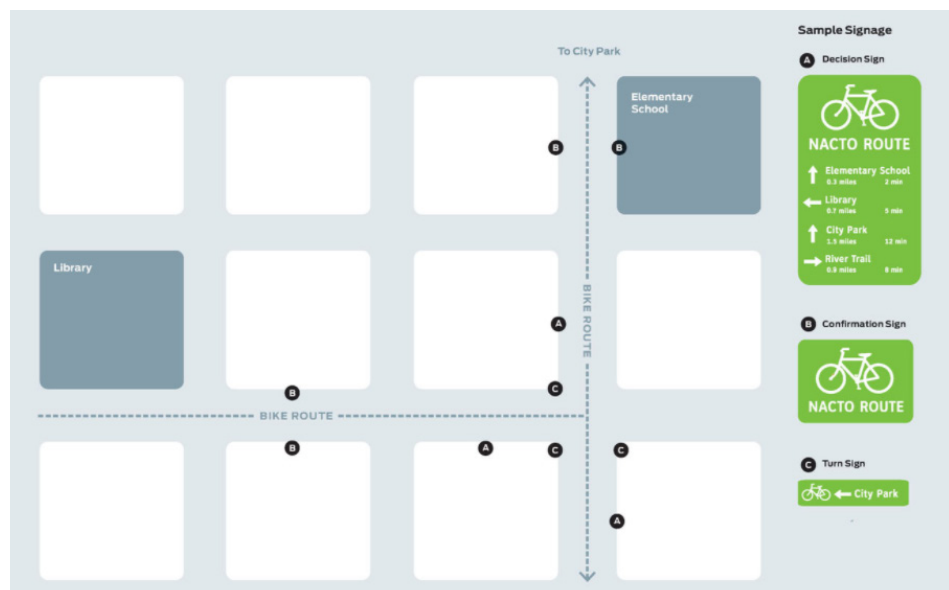 Sample Signage
To City Park
A Decision Sign
Elementary
School
NACTO ROUTE
B
B
Elementary School
0.3 miles 2 min
Library
0.7 miles 5 min
City Park
1.5 miles 12 min
River Trail
0.9 miles 8 min
Library
BIKE ROUTE
A
B Confirmation Sign
NACTO ROUTE
B
C
BIKE ROUTE
B
A
C
C
C Turn Sign
City Park
A